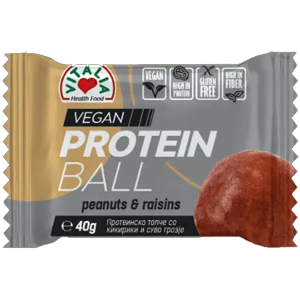 VITALIA
Health Food
VEGAN
HIGH IN
PROTEIN
GLUTEN
FREE
HIGH IN
FIBER
VEGAN
PROTEIN
BALL
peanuts & raisins
e 40g
Протеинско топче со
кикирики и суво грозје